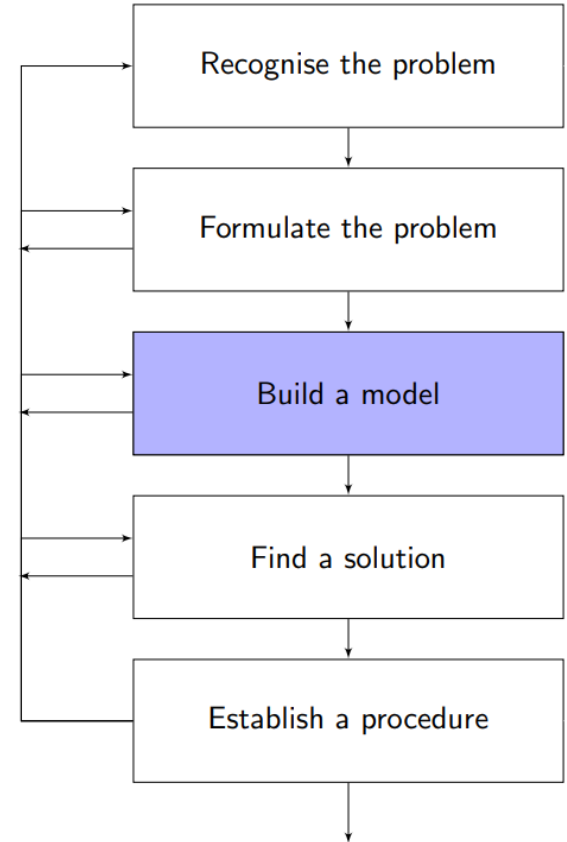 Recognise the problem
Formulate the problem
Build a model
Find a solution
Establish a procedure